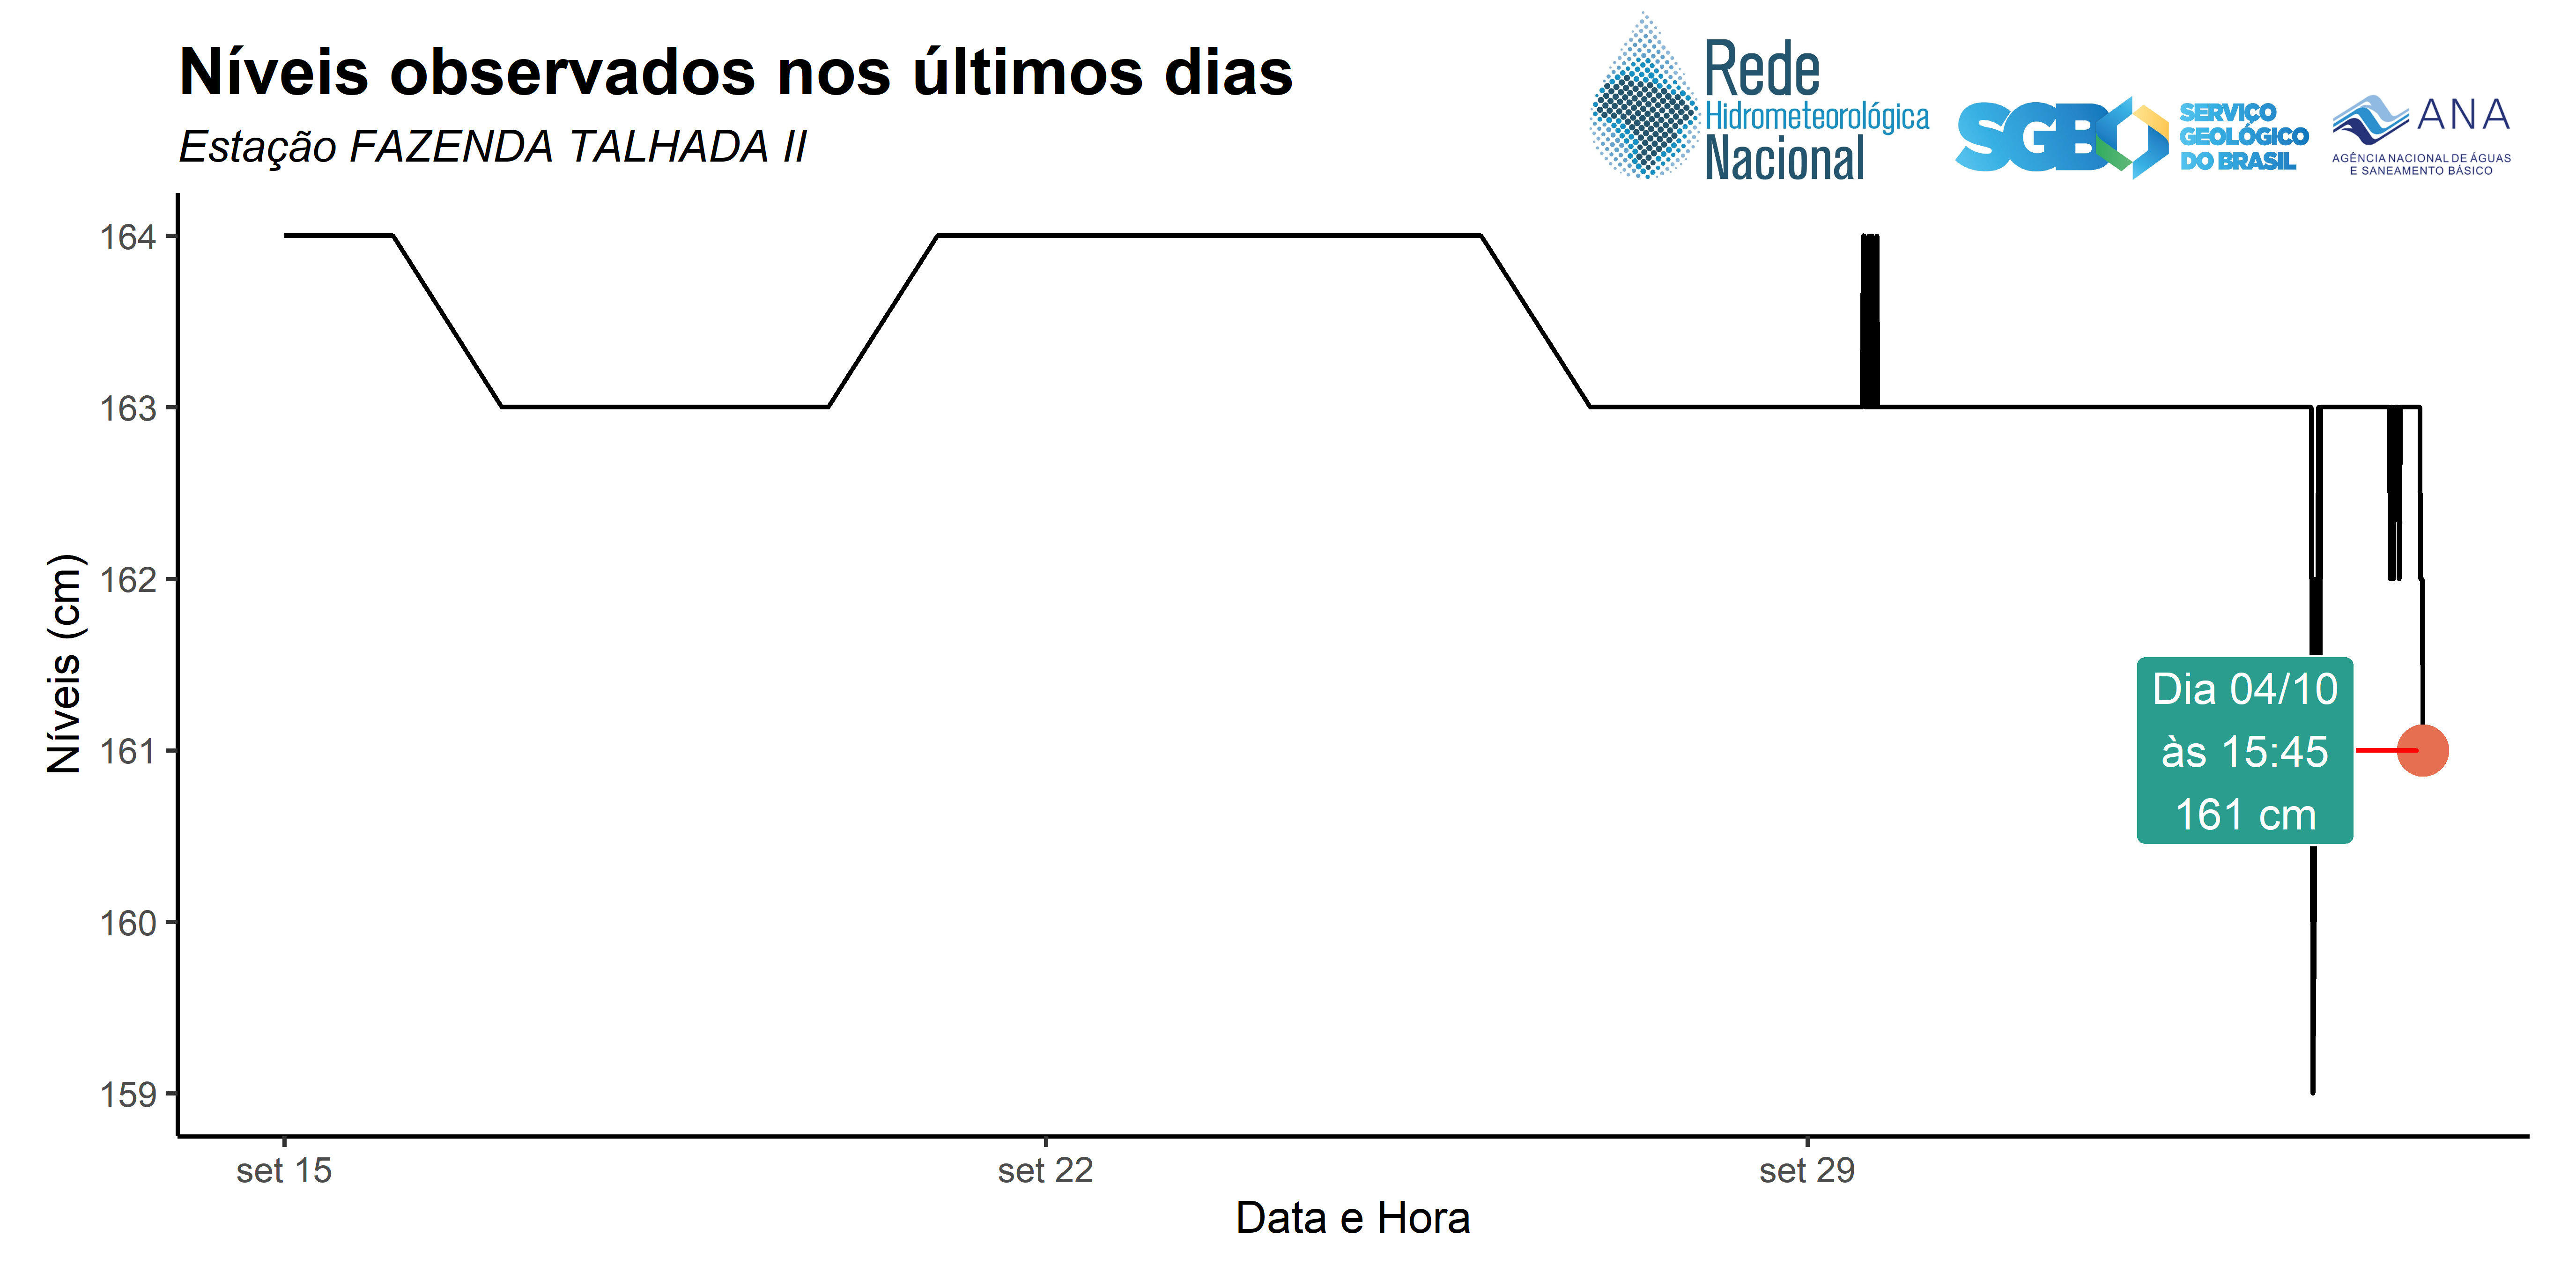 Níveis observados nos últimos dias
Estação FAZENDA TALHADA II
Rede
Hidrometeorológica
Nacional
SGB
SERVIÇO
GEOLÓGICO
DO BRASIL
ANA
AGÊNCIA NACIONAL DE ÁGUAS
E SANEAMENTO BÁSICO
Níveis (cm)
164
163
162
161
160
159
Dia 04/10
às 15:45
161 cm
set 15
set 22
set 29
Data e Hora